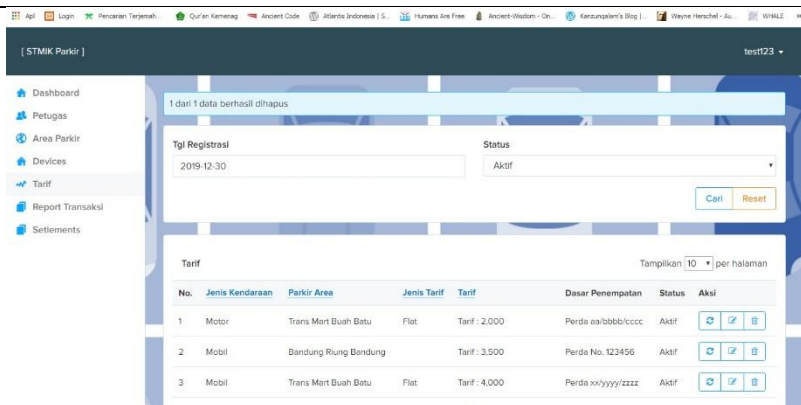 Apl Login Pencarian Terjemah... Qur'an Kemenag Ancient Code Atlantis Indonesia | S... Humans Are Free Ancient-Wisdom - On... Kanzunqalam's Blog |... Wayne Herschel - Au... WHALE
[ STMIK Parkir ] test123
Dashboard
Petugas
Area Parkir
Devices
Tarif
Report Transaksi
Setlements
1 dari 1 data berhasil dihapus
Tgl Registrasi Status
2019-12-30 Aktif
Cari Reset
Tarif Tampilkan 10 per halaman
No. Jenis Kendaraan Parkir Area Jenis Tarif Tarif Dasar Penempatan Status Aksi
1 Motor Trans Mart Buah Batu Flat Tarif : 2,000 Perda aa/bbbb/cccc Aktif
2 Mobil Bandung Riung Bandung Tarif : 3,500 Perda No. 123456 Aktif
3 Mobil Trans Mart Buah Batu Flat Tarif : 4,000 Perda xx/yyyy/zzzz Aktif